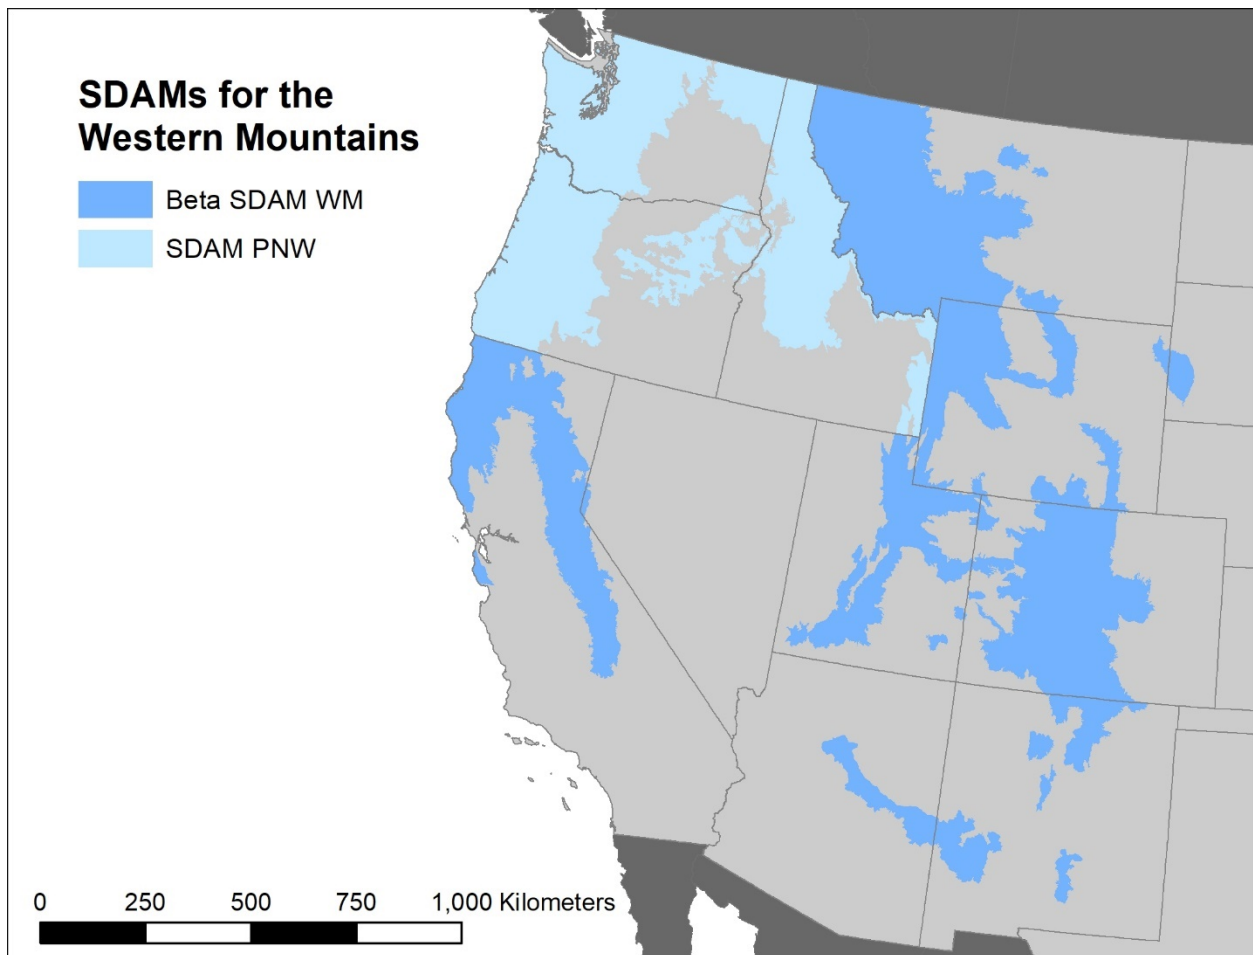 SDAMs for the
Western Mountains
Beta SDAM WM
SDAM PNW
0 250 500 750 1,000 Kilometers